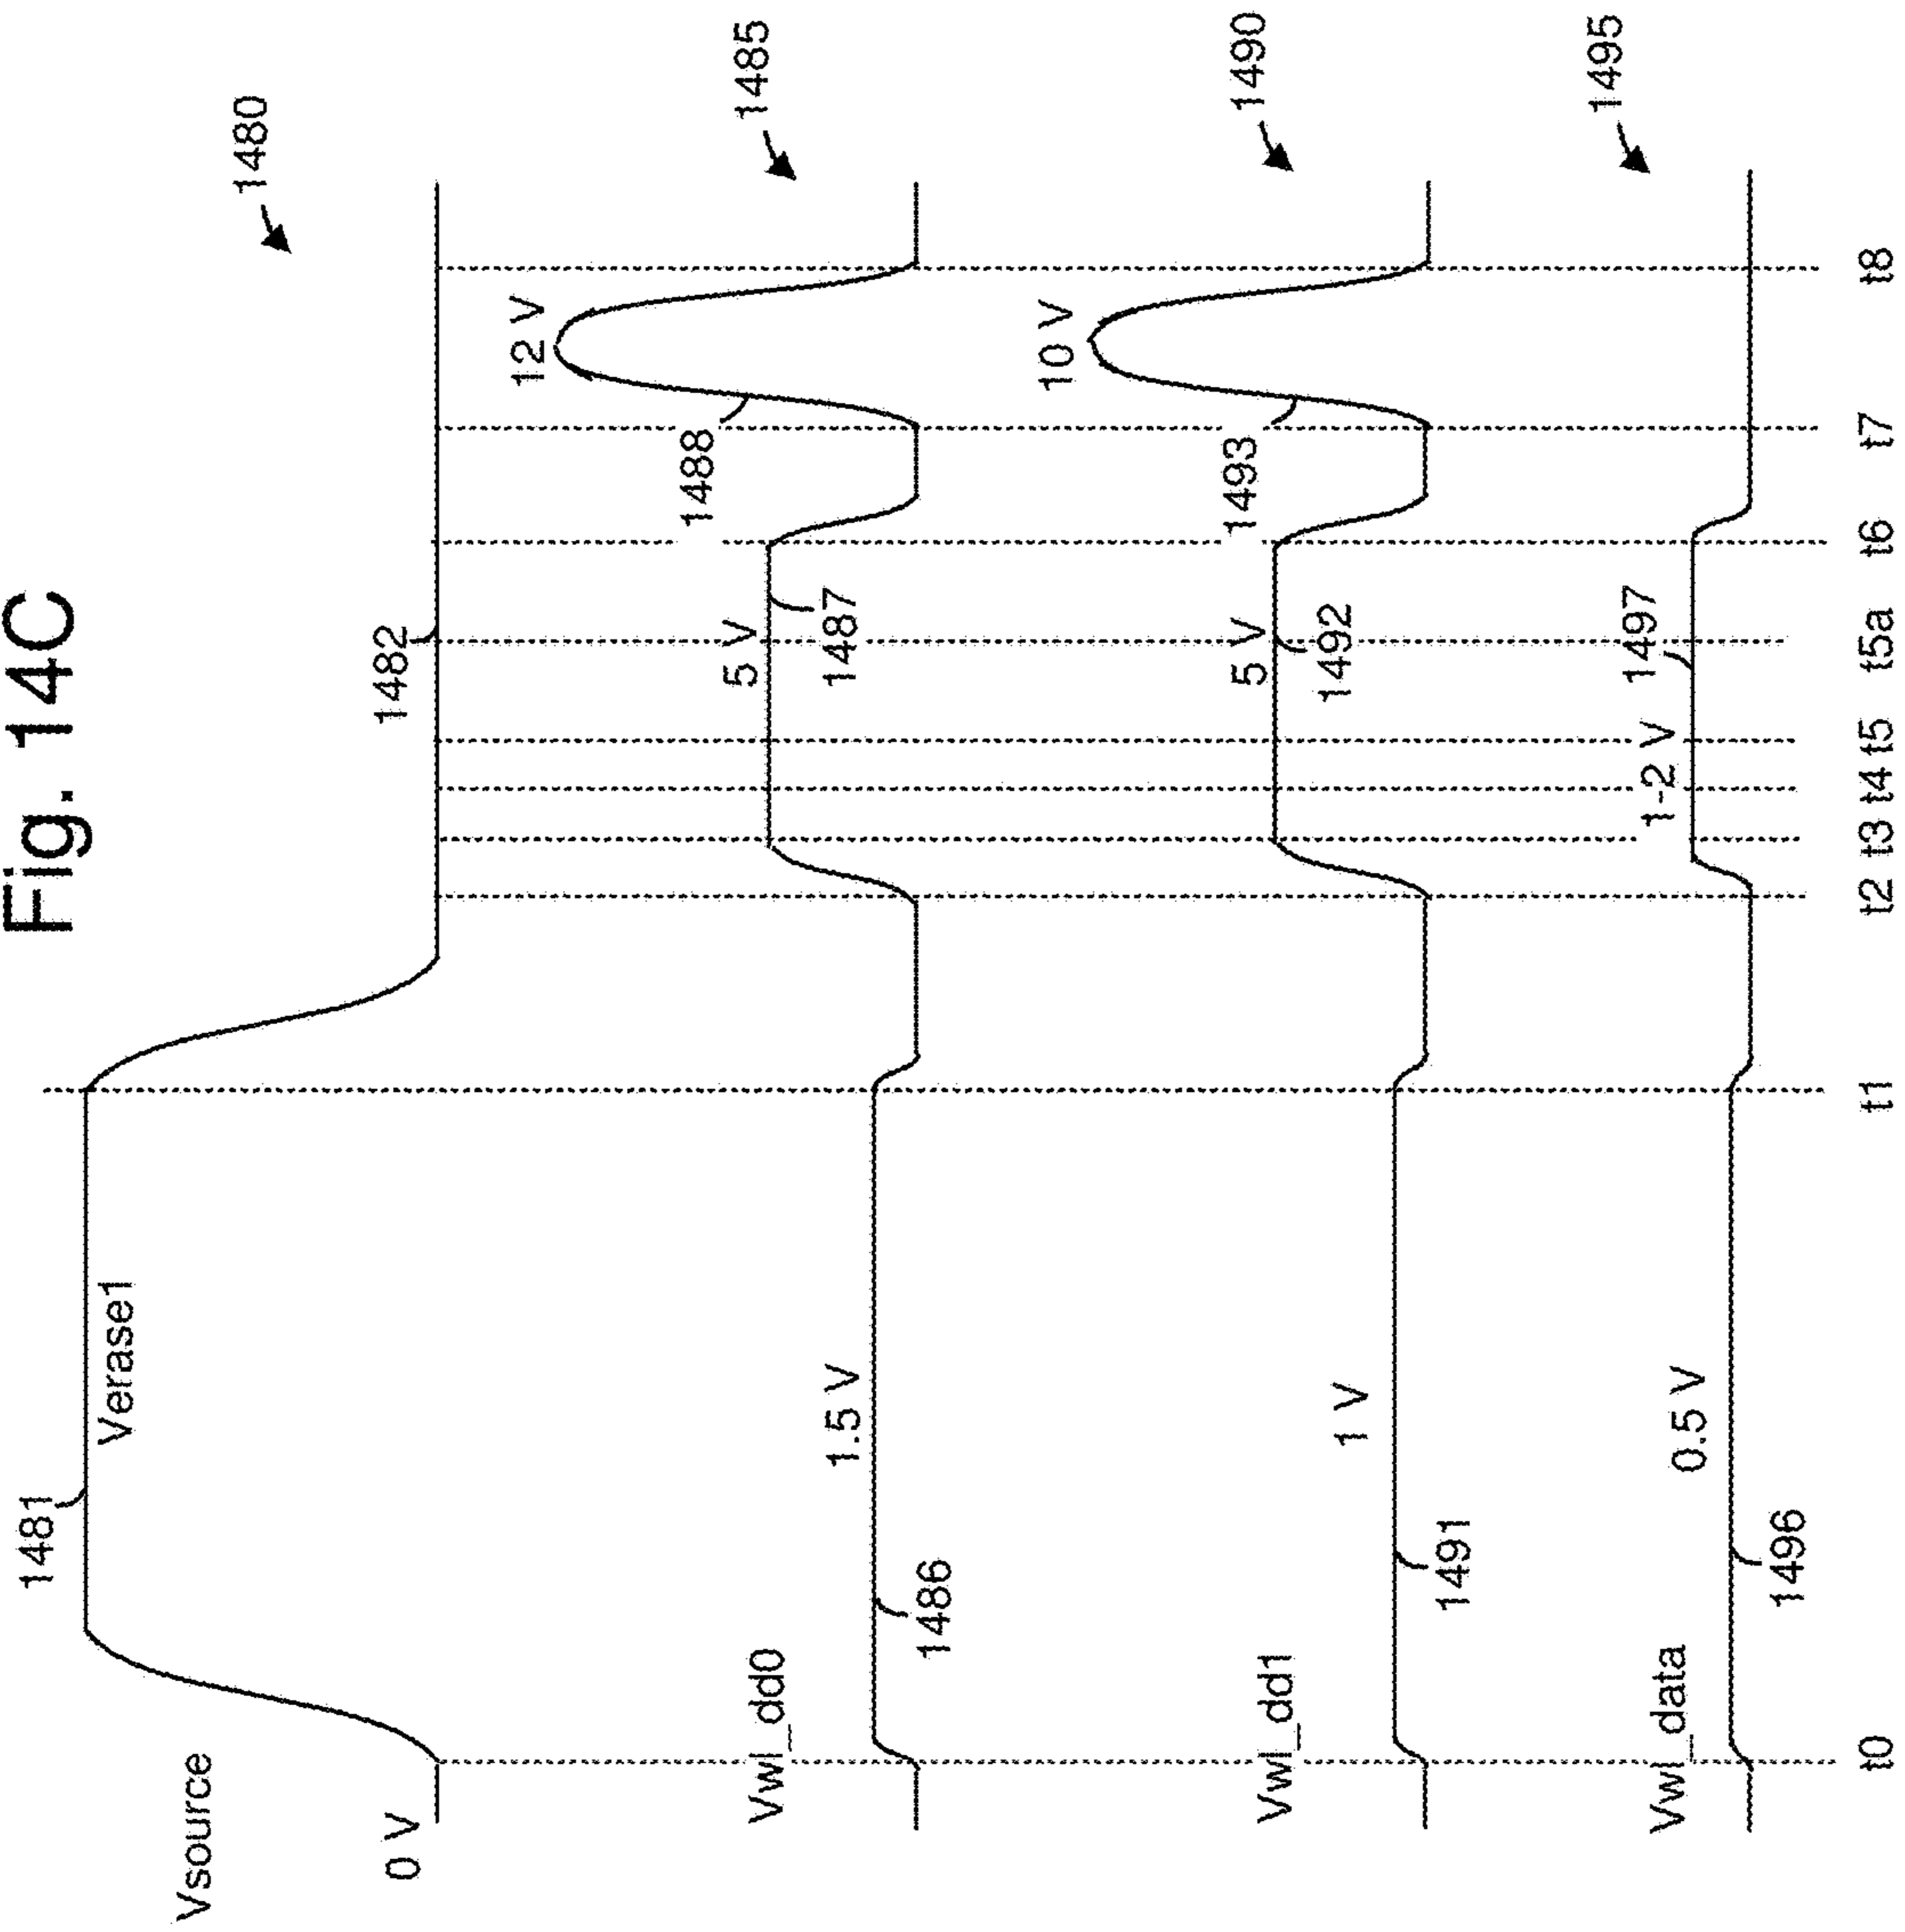 Fig. 14C
Vsource
1481
Verase1
1480
0 V
1482
Vwl_dd0
1.5 V
1486
5 V
1487
1488
12 V
1485
Vwl_dd1
1 V
1491
5 V
1492
1493
10 V
1490
Vwl_data
0.5 V
1496
1-2 V
1497
1495
t0 t1 t2 t3 t4 t5 t5a t6 t7 t8